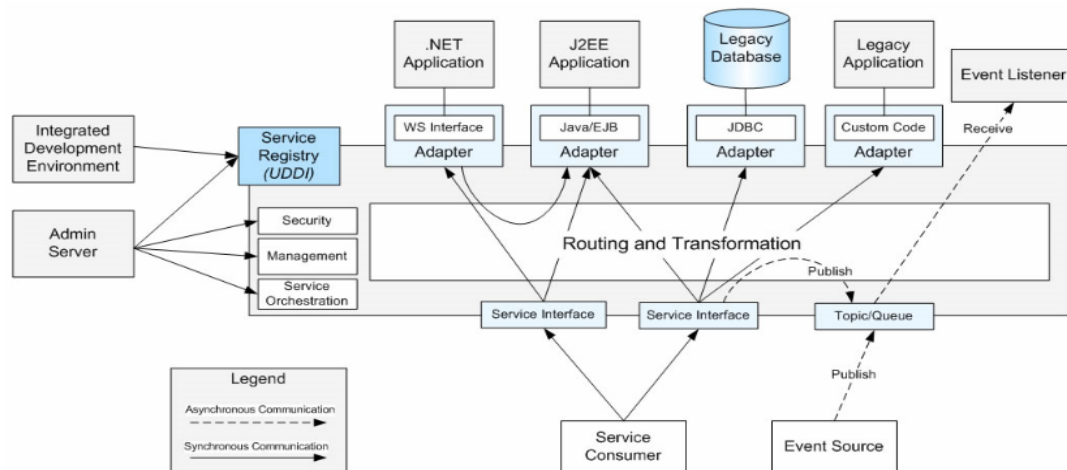 .NET
Application
J2EE
Application
Legacy
Database
Legacy
Application
Event Listener
WS Interface
Adapter
Java/EJB
Adapter
JDBC
Adapter
Custom Code
Adapter
Receive
Integrated
Development
Environment
Service
Registry
(UDDI)
Admin
Server
Security
Management
Service
Orchestration
Routing and Transformation
Publish
Service Interface
Service Interface
Topic/Queue
Publish
Legend
Asynchronous Communication
Synchronous Communication
Service
Consumer
Event Source